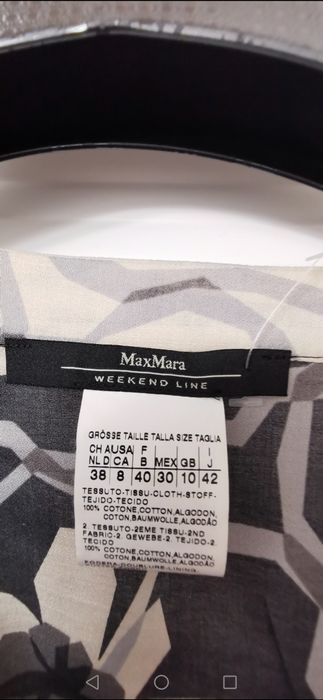 MaxMara
WEEKEND LINE
GRÖSSE TAILLE TALLA SIZE TAGLIA
CH AUSA F I
NL D CA B MEX GB J
38 8 40 30 10 42
TESSUTO-TISSU-CLOTH-STOFF-
TEJIDO-TECIDO
100% COTONE,COTTON,ALGODON,
COTON,BAUMWOLLE,ALGODÃO
2 TESSUTO-2EME TISSU-2ND
FABRIC-2. GEWEBE-2. TEJIDO-2.
TECIDO
100% COTONE,COTTON,ALGODON,
COTON,BAUMWOLLE,ALGODÃO